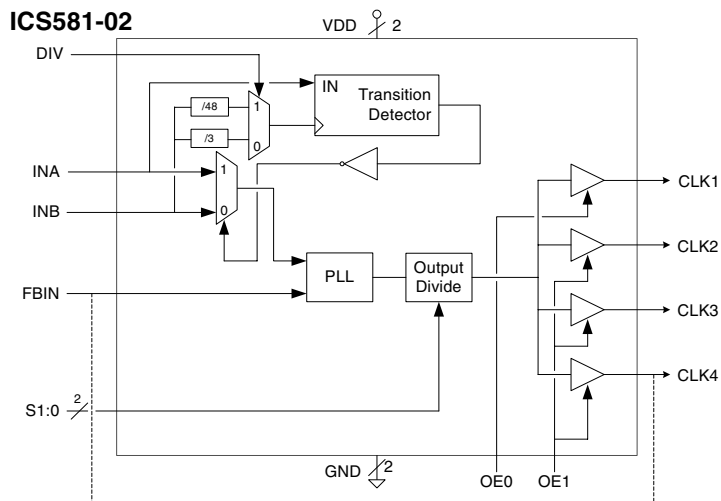 ICS581-02
VDD
2
DIV
IN
Transition
Detector
/48
1
/3
0
INA
1
INB
0
CLK1
CLK2
PLL
Output
Divide
FBIN
CLK3
CLK4
S1:0
2
GND
2
OE0
OE1